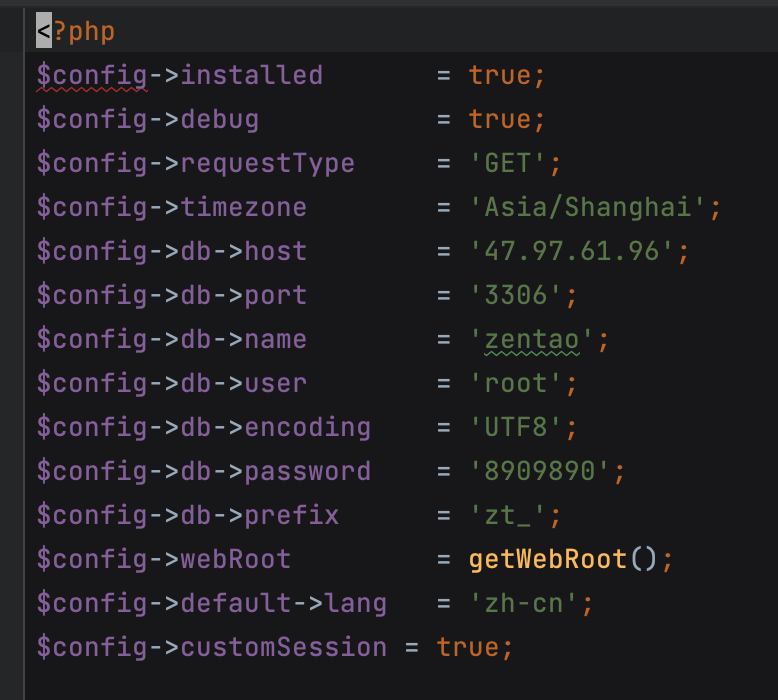 <?php
$config->installed       = true;
$config->debug           = true;
$config->requestType     = 'GET';
$config->timezone        = 'Asia/Shanghai';
$config->db->host        = '47.97.61.96';
$config->db->port        = '3306';
$config->db->name        = 'zentao';
$config->db->user        = 'root';
$config->db->encoding    = 'UTF8';
$config->db->password    = '8909890';
$config->db->prefix      = 'zt_';
$config->webRoot         = getWebRoot();
$config->default->lang   = 'zh-cn';
$config->customSession = true;